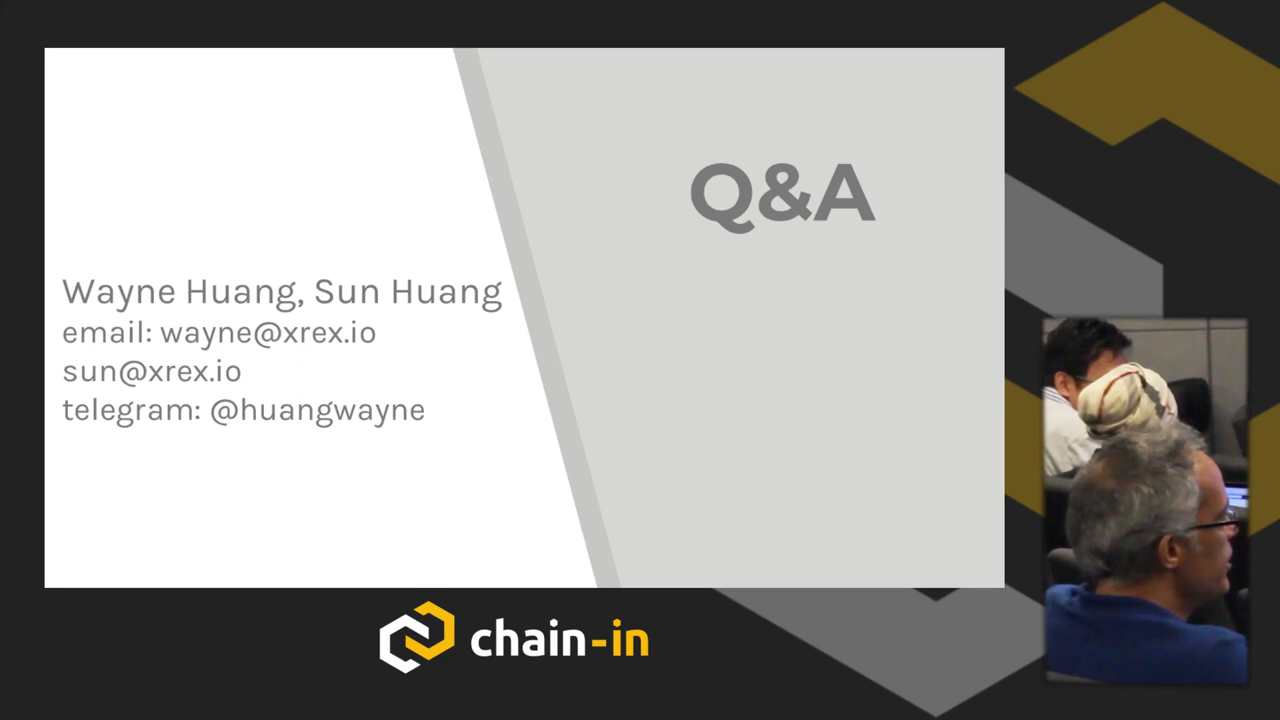 Q&A
Wayne Huang, Sun Huang
email: wayne@xrex.io
sun@xrex.io
telegram: @huangwayne
chain-in